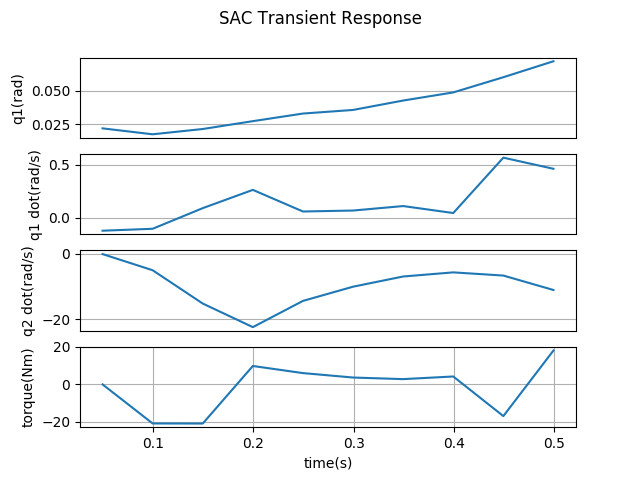 SAC Transient Response
q1(rad)
0.050
0.025
q1 dot(rad/s)
0.5
0.0
q2 dot(rad/s)
0
−20
torque(Nm)
20
0
−20
0.1 0.2 0.3 0.4 0.5
time(s)